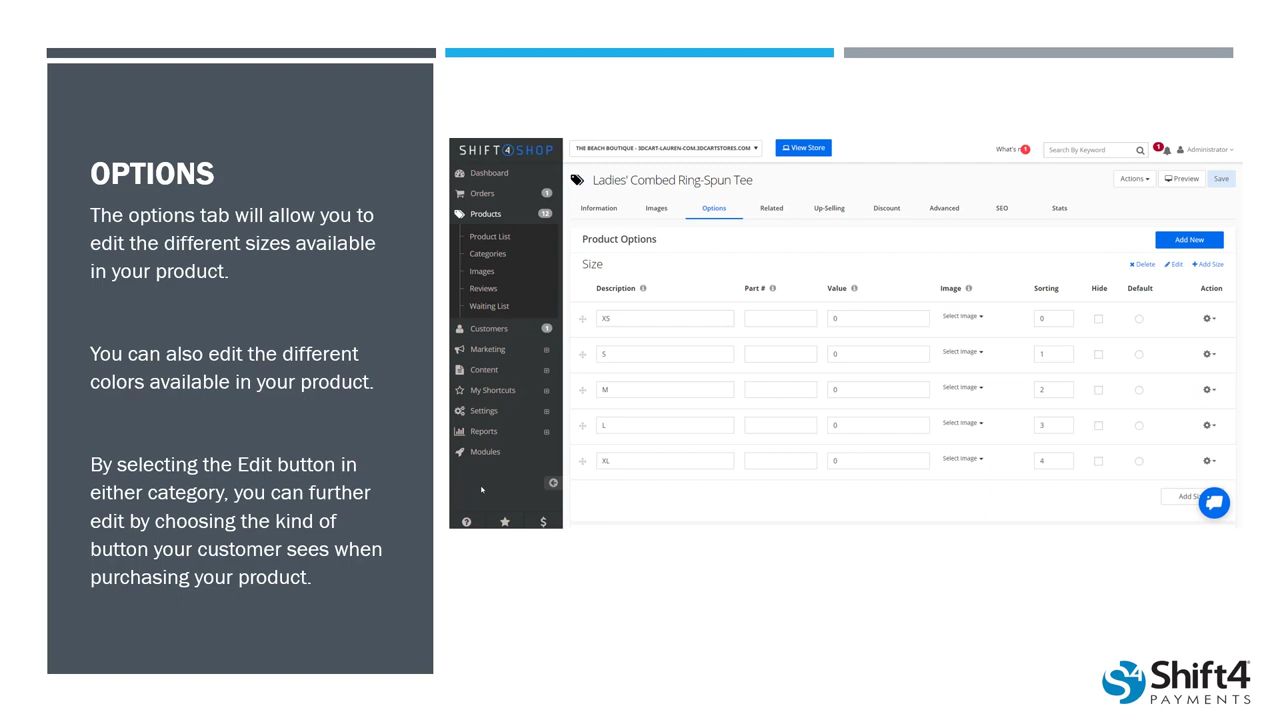 OPTIONS
The options tab will allow you to
edit the different sizes available
in your product.
You can also edit the different
colors available in your product.
By selecting the Edit button in
either category, you can further
edit by choosing the kind of
button your customer sees when
purchasing your product.
SHIFT4SHOP
THE BEACH BOUTIQUE - 3DCART-LAUREN-COM.3DCARTSTORES.COM
View Store
What's
1
Search By Keyword
1
Administrator
Dashboard
Orders 1
Products 12
Product List
Categories
Images
Reviews
Waiting List
Customers 1
Marketing
Content
My Shortcuts
Settings
Reports
Modules
Ladies' Combed Ring-Spun Tee
Actions Preview Save
Information Images Options Related Up-Selling Discount Advanced SEO Stats
Product Options Add New
Size Delete Edit Add Size
Description Part # Value Image Sorting Hide Default Action
XS 0 Select Image 0
S 0 Select Image 1
M 0 Select Image 2
L 0 Select Image 3
XL 0 Select Image 4
Add
Shift4
PAYMENTS